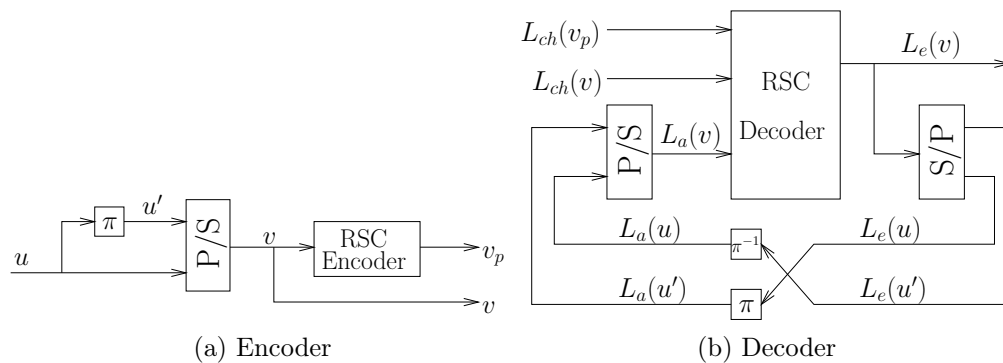 u
π
u'
P/S
v
RSC
Encoder
v_p
v
(a) Encoder
L_{ch}(v_p)
L_{ch}(v)
P/S
L_a(v)
RSC
Decoder
L_e(v)
S/P
L_a(u)
π^{-1}
L_e(u)
L_a(u')
π
L_e(u')
(b) Decoder